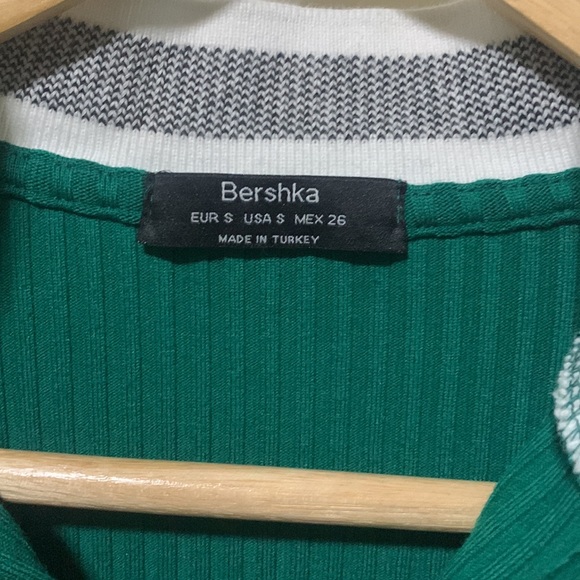 Bershka
EUR S USA S MEX 26
MADE IN TURKEY